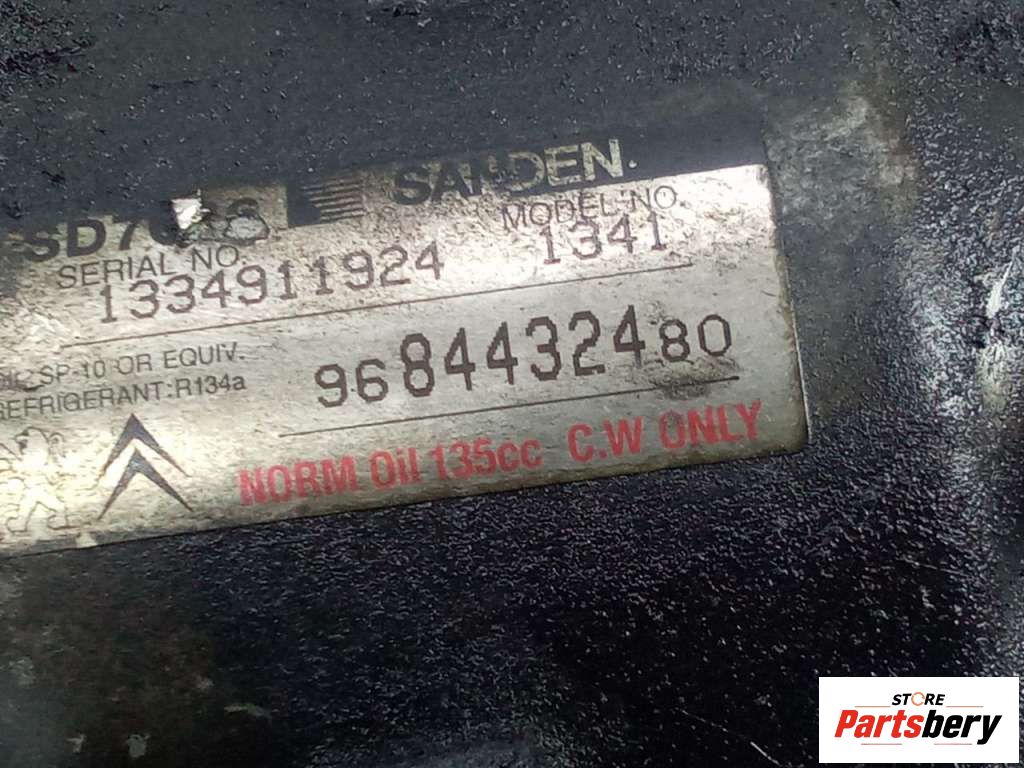 SANDEN.
SERIAL NO. MODEL NO.
1334911924 1341
SP-10 OR EQUIV.
REFRIGERANT:R134a
9684432480
NORM Oil 135cc C.W ONLY
STORE
Partsbery